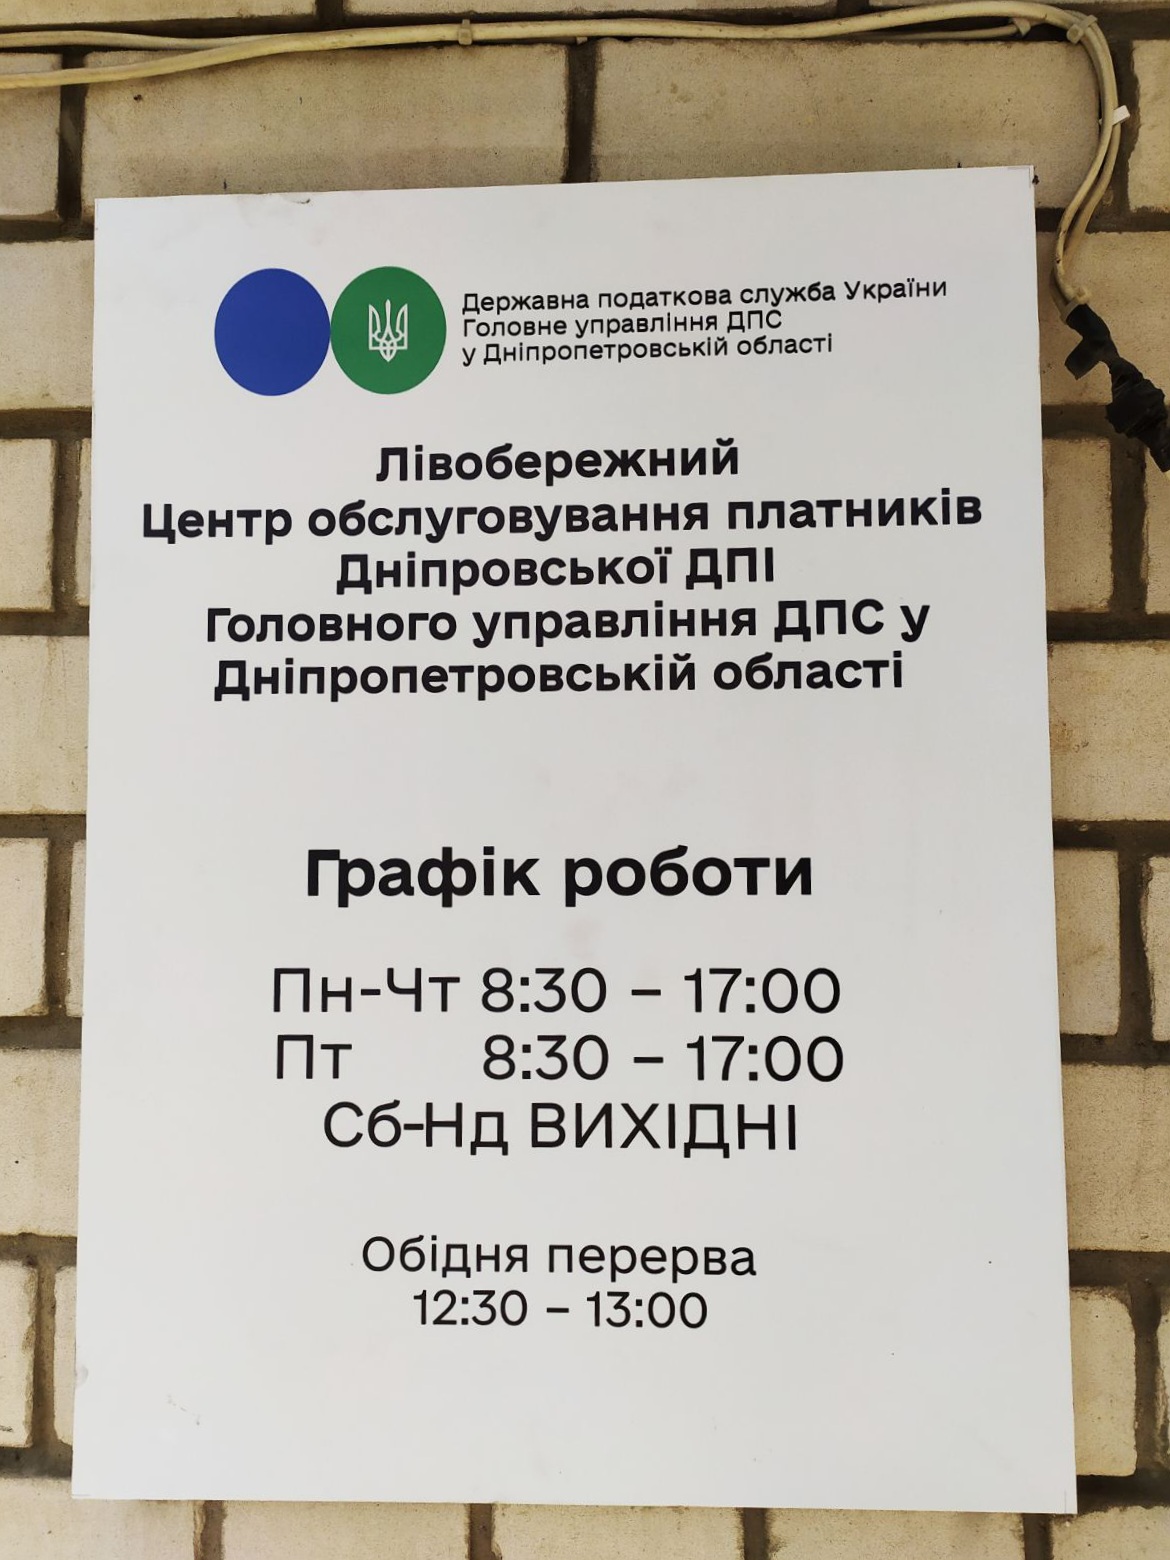 Державна податкова служба України
Головне управління ДПС
у Дніпропетровській області
Лівобережний
Центр обслуговування платників
Дніпровської ДПІ
Головного управління ДПС у
Дніпропетровській області
Графік роботи
Пн-Чт 8:30 – 17:00
Пт 8:30 – 17:00
Сб-Нд ВИХІДНІ
Обідня перерва
12:30 – 13:00